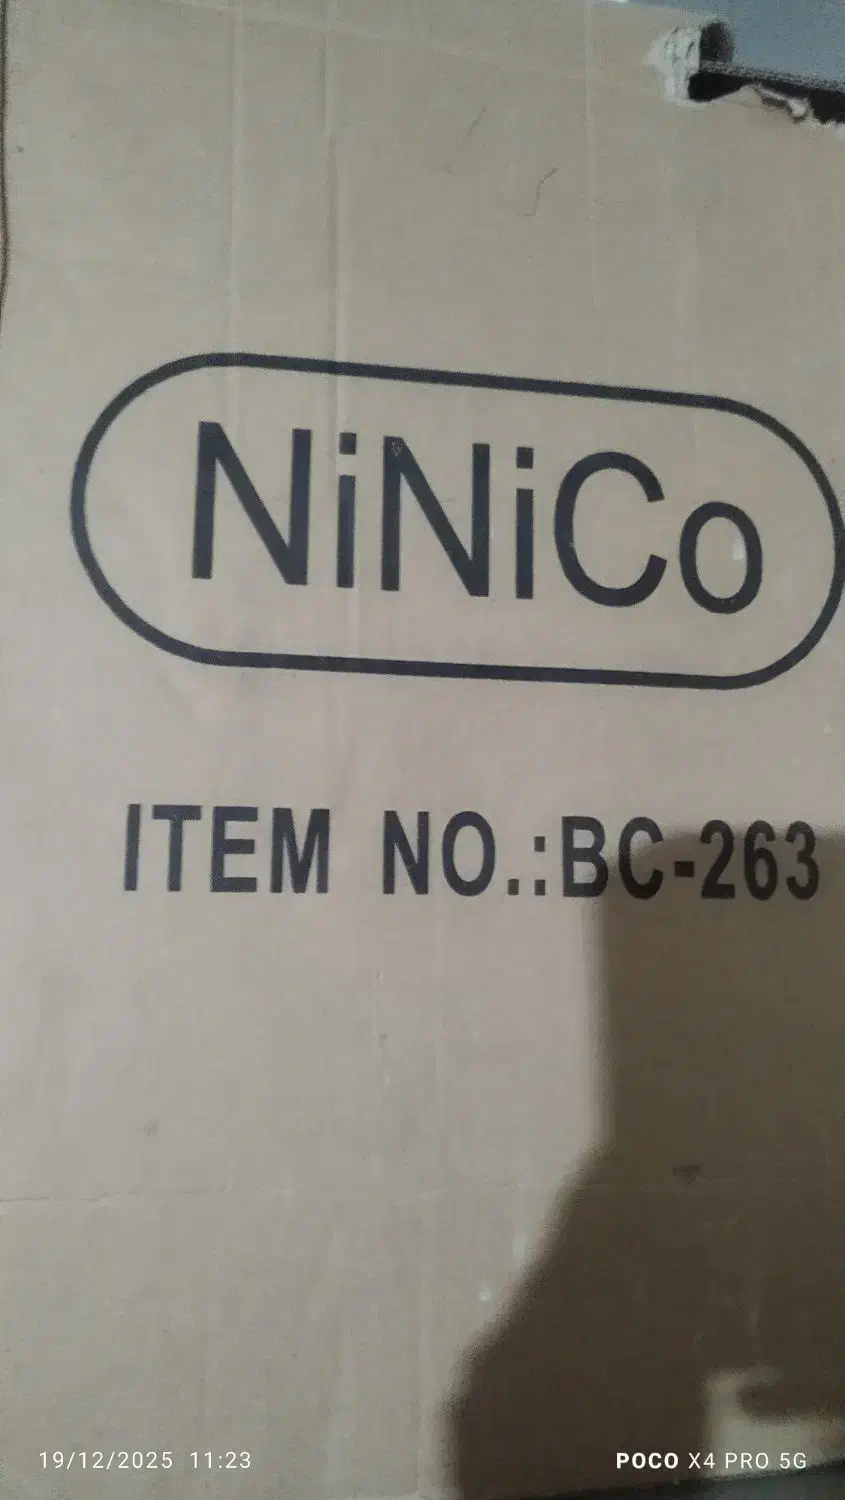 NiNiCo
ITEM NO.:BC-263
19/12/2025 11:23
POCO X4 PRO 5G